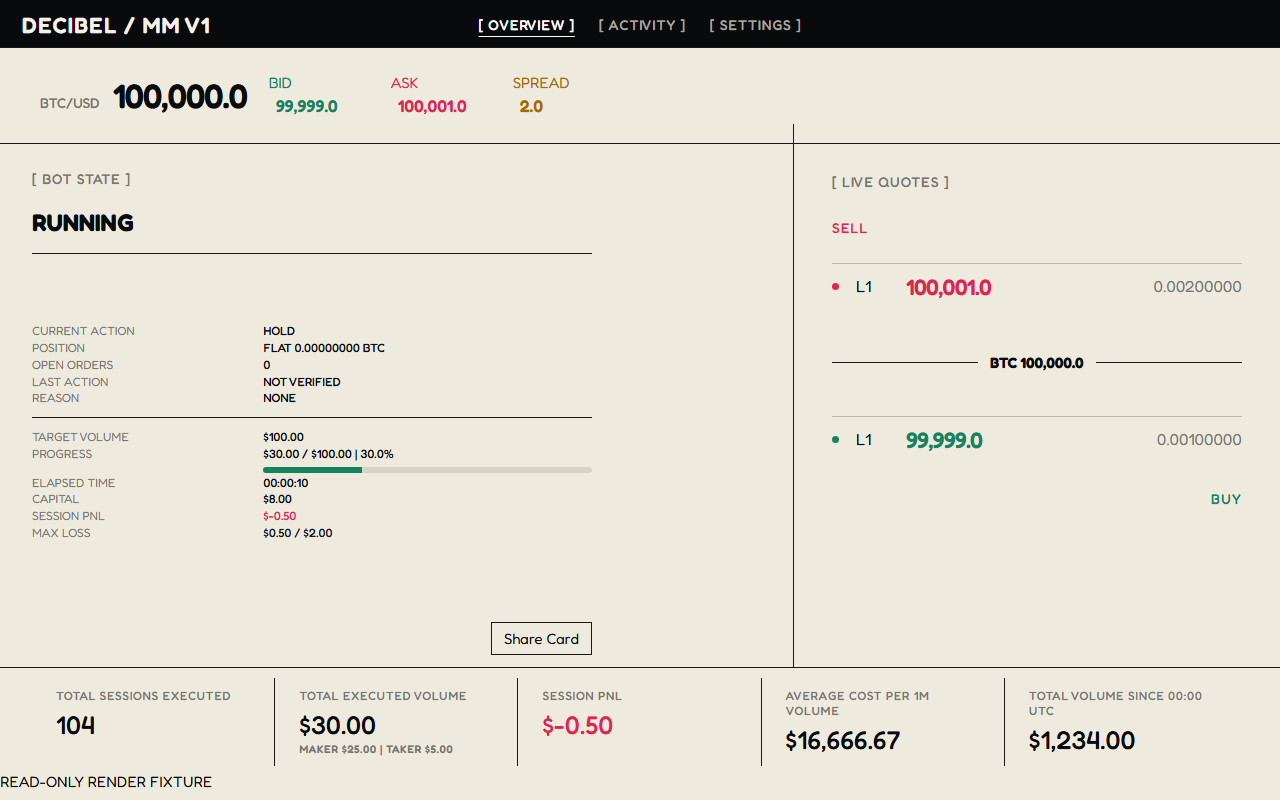 DECIBEL / MM V1
[ OVERVIEW ] [ ACTIVITY ] [ SETTINGS ]
BTC/USD 100,000.0
BID
99,999.0
ASK
100,001.0
SPREAD
2.0
[ BOT STATE ]
RUNNING
CURRENT ACTION HOLD
POSITION FLAT 0.00000000 BTC
OPEN ORDERS 0
LAST ACTION NOT VERIFIED
REASON NONE
TARGET VOLUME $100.00
PROGRESS $30.00 / $100.00 | 30.0%
ELAPSED TIME 00:00:10
CAPITAL $8.00
SESSION PNL $-0.50
MAX LOSS $0.50 / $2.00
Share Card
[ LIVE QUOTES ]
SELL
L1 100,001.0 0.00200000
BTC 100,000.0
L1 99,999.0 0.00100000
BUY
TOTAL SESSIONS EXECUTED
104
TOTAL EXECUTED VOLUME
$30.00
MAKER $25.00 | TAKER $5.00
SESSION PNL
$-0.50
AVERAGE COST PER 1M
VOLUME
$16,666.67
TOTAL VOLUME SINCE 00:00
UTC
$1,234.00
READ-ONLY RENDER FIXTURE